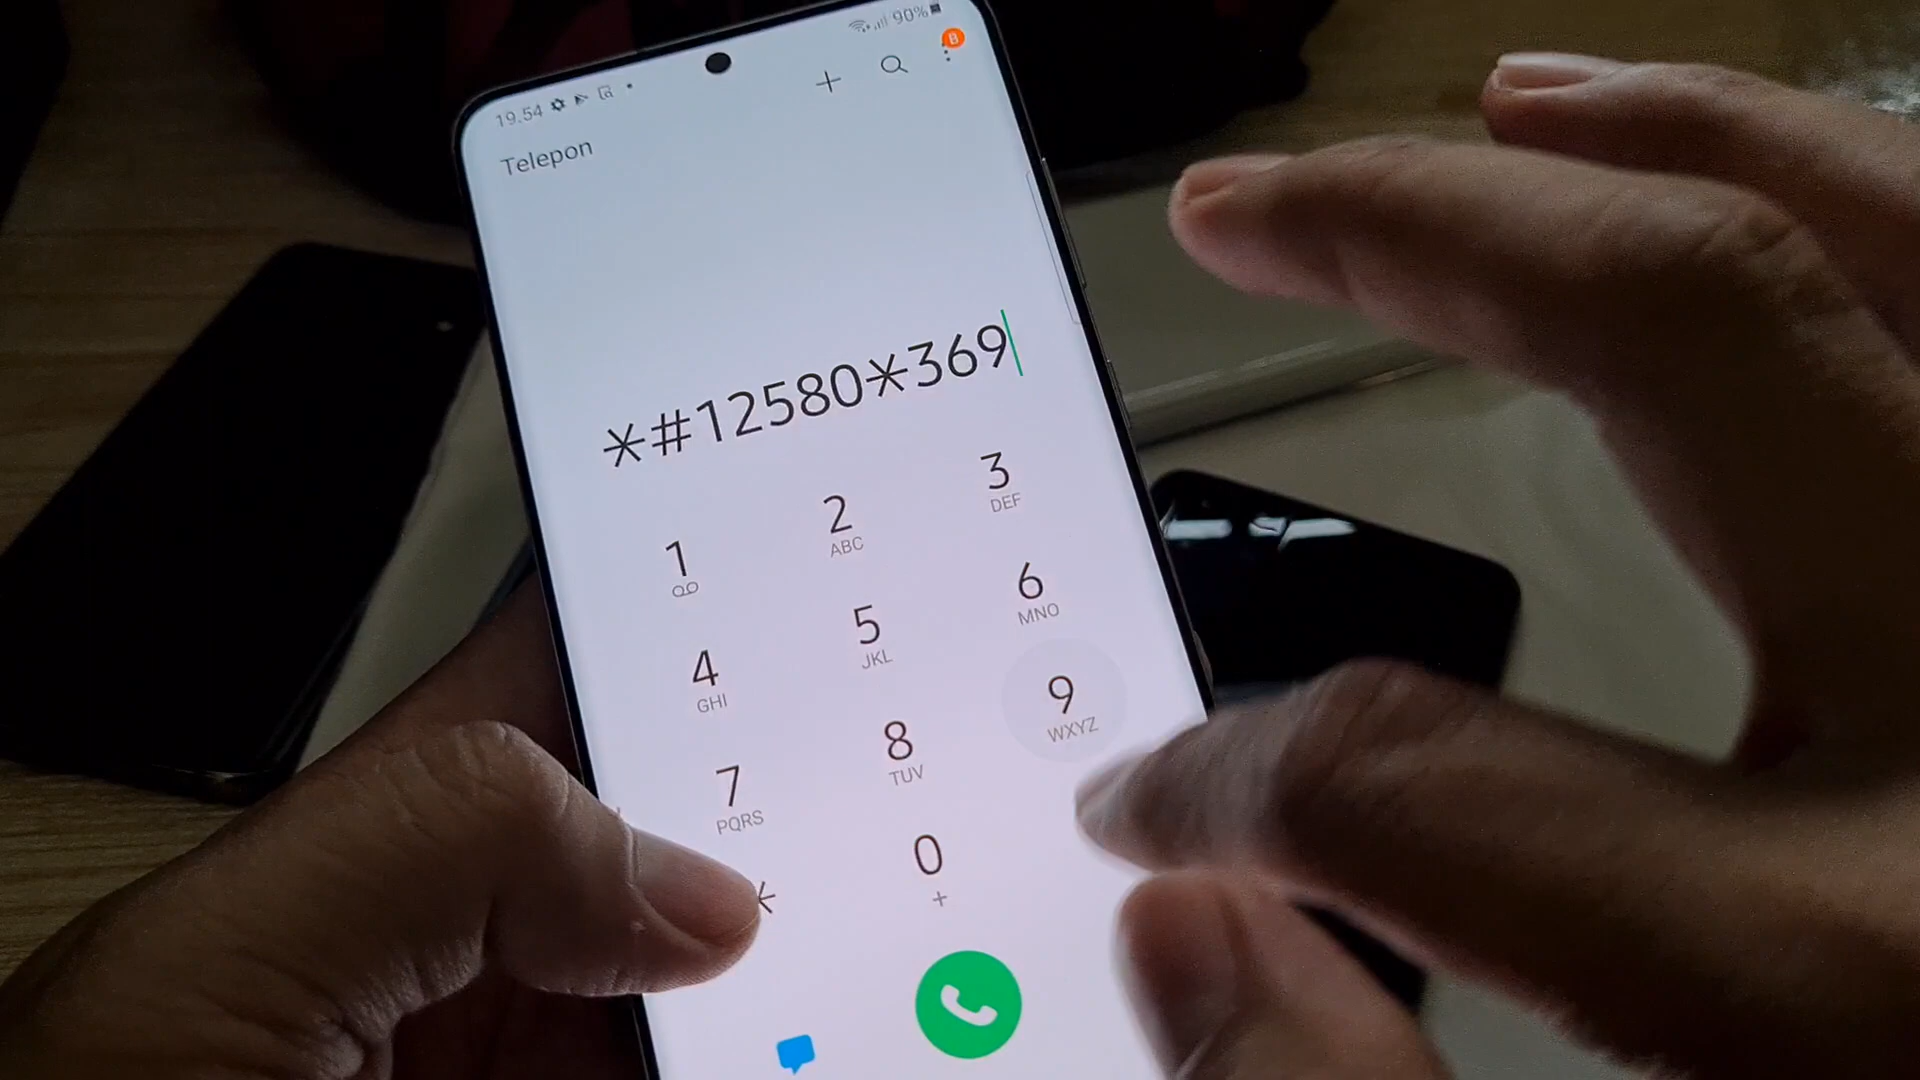 19.54
90%
B
Telepon
*#12580*369
1
2
ABC
3
DEF
4
GHI
5
JKL
6
MNO
7
PQRS
8
TUV
9
WXYZ
*
0
+